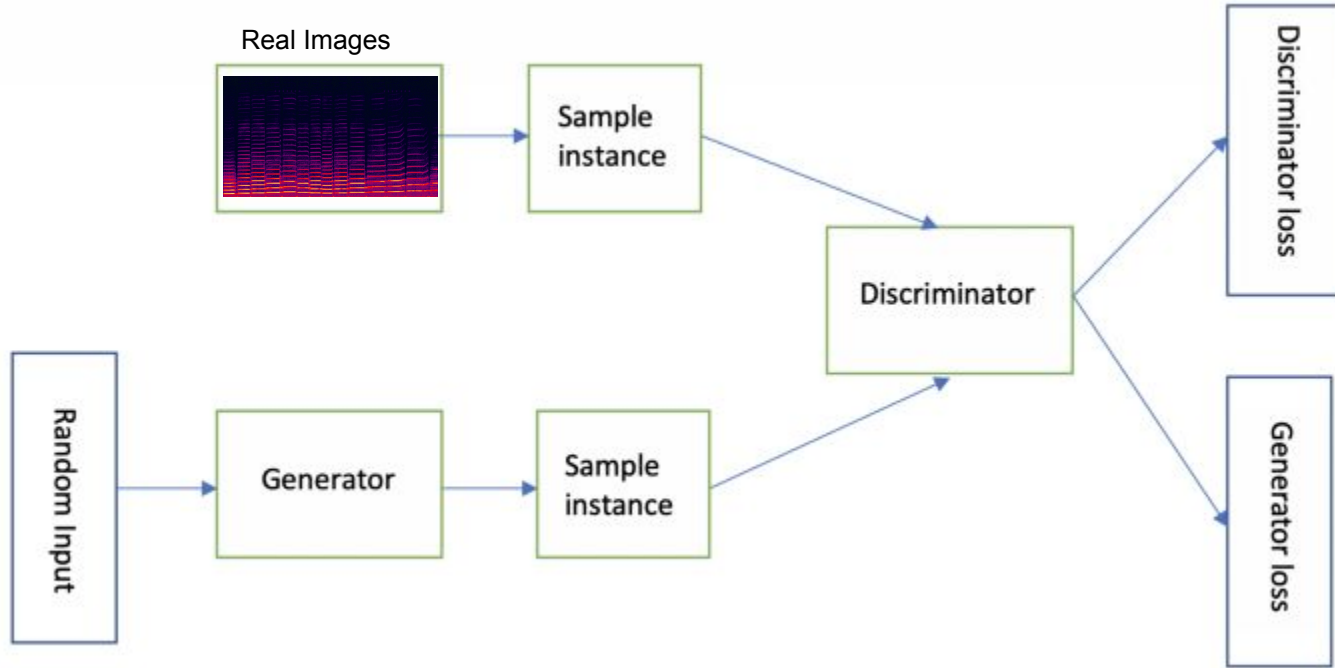 Real Images
Sample
instance
Discriminator loss
Discriminator
Random Input
Generator
Sample
instance
Generator loss